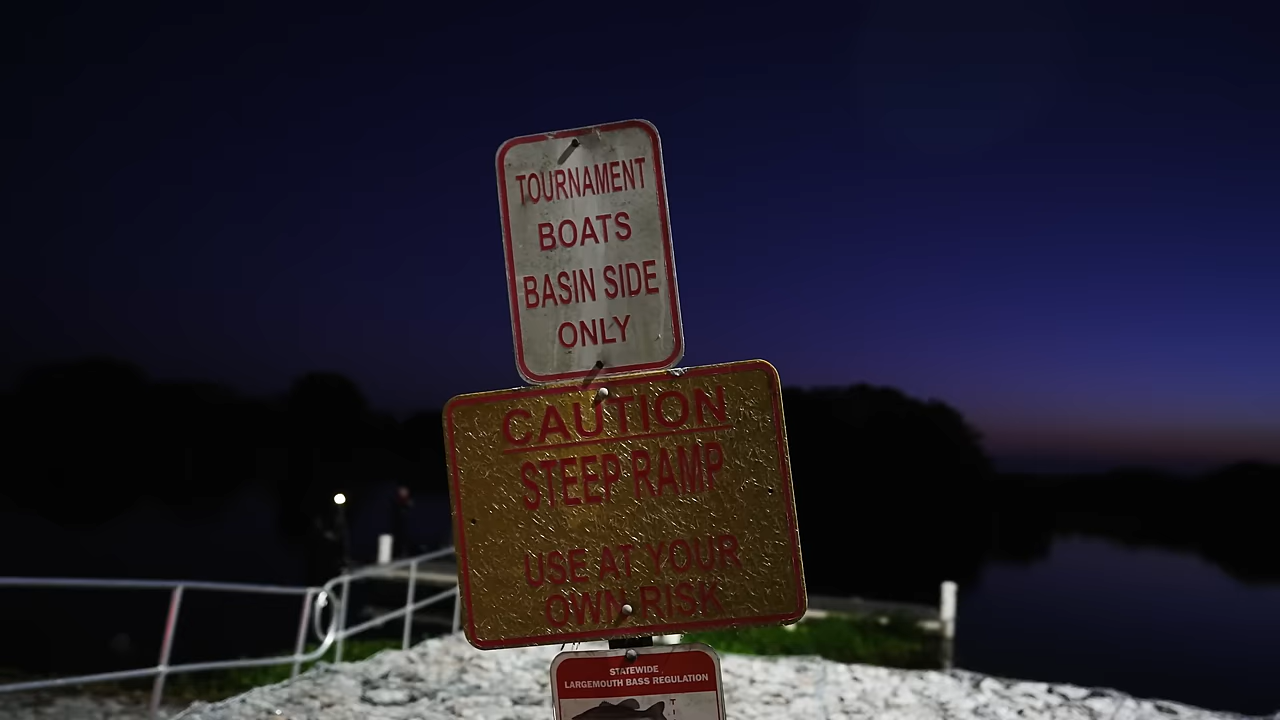 TOURNAMENT
BOATS
BASIN SIDE
ONLY
CAUTION
STEEP RAMP
USE AT YOUR
OWN RISK
STATEWIDE
LARGEMOUTH BASS REGULATION